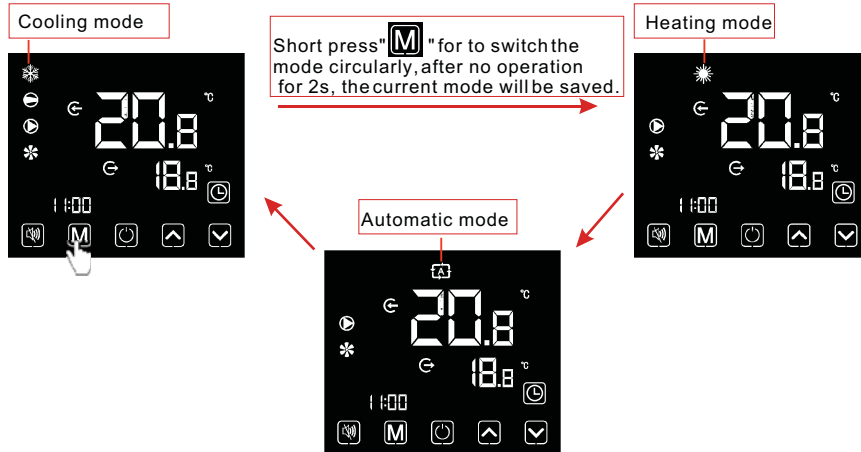 Cooling mode
Short press"M "for to switch the
mode circularly,after no operation
for 2s, the current mode will be saved.
Heating mode
20.8 °C
18.8 °C
11:00
M
20.8 °C
18.8 °C
11:00
M
Automatic mode
A
20.8 °C
18.8 °C
11:00
M